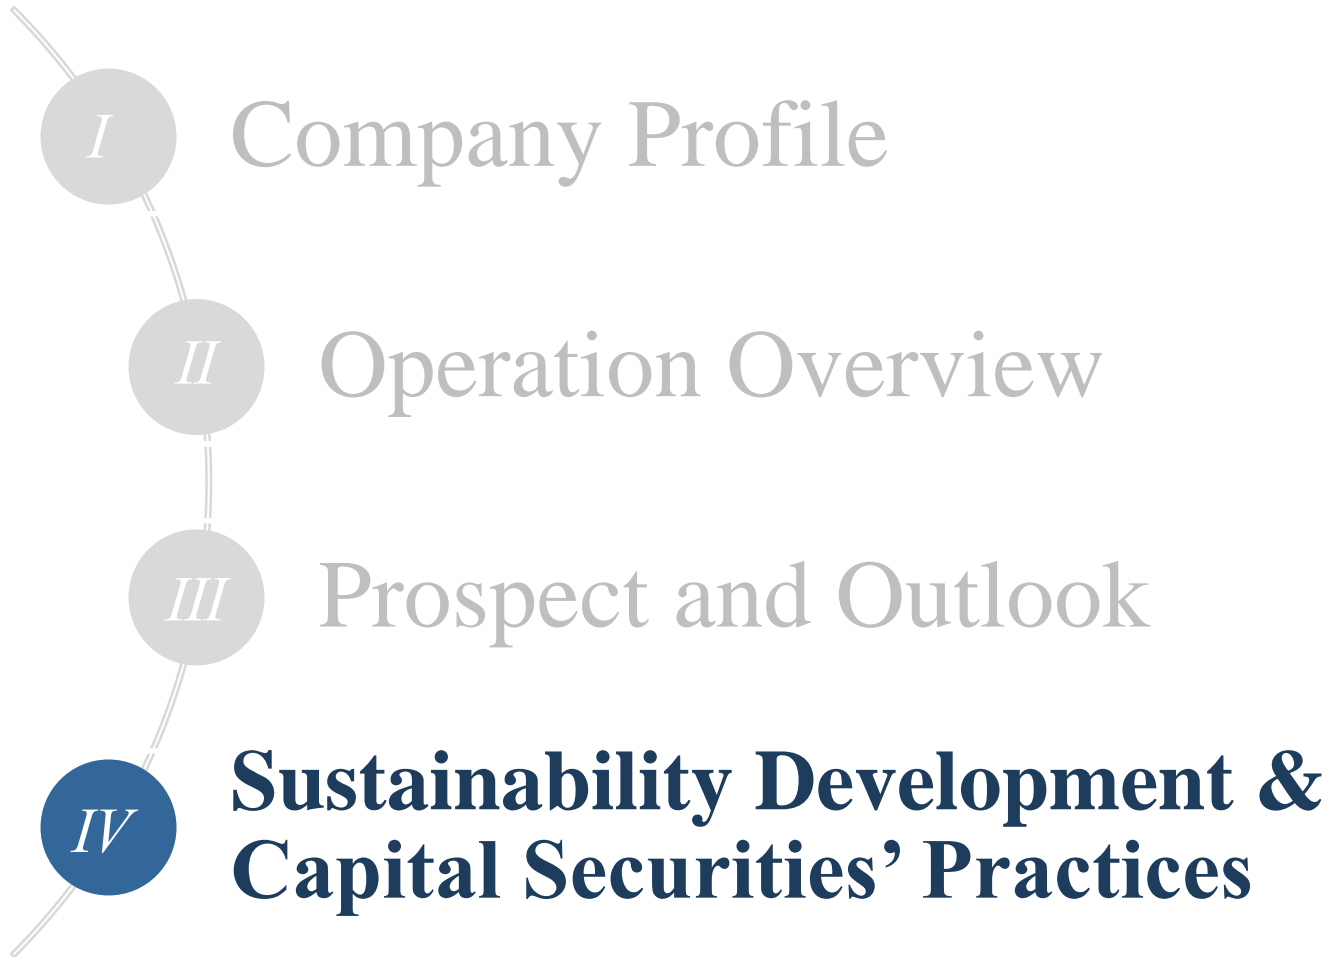 I Company Profile
II Operation Overview
III Prospect and Outlook
IV Sustainability Development &
Capital Securities’ Practices